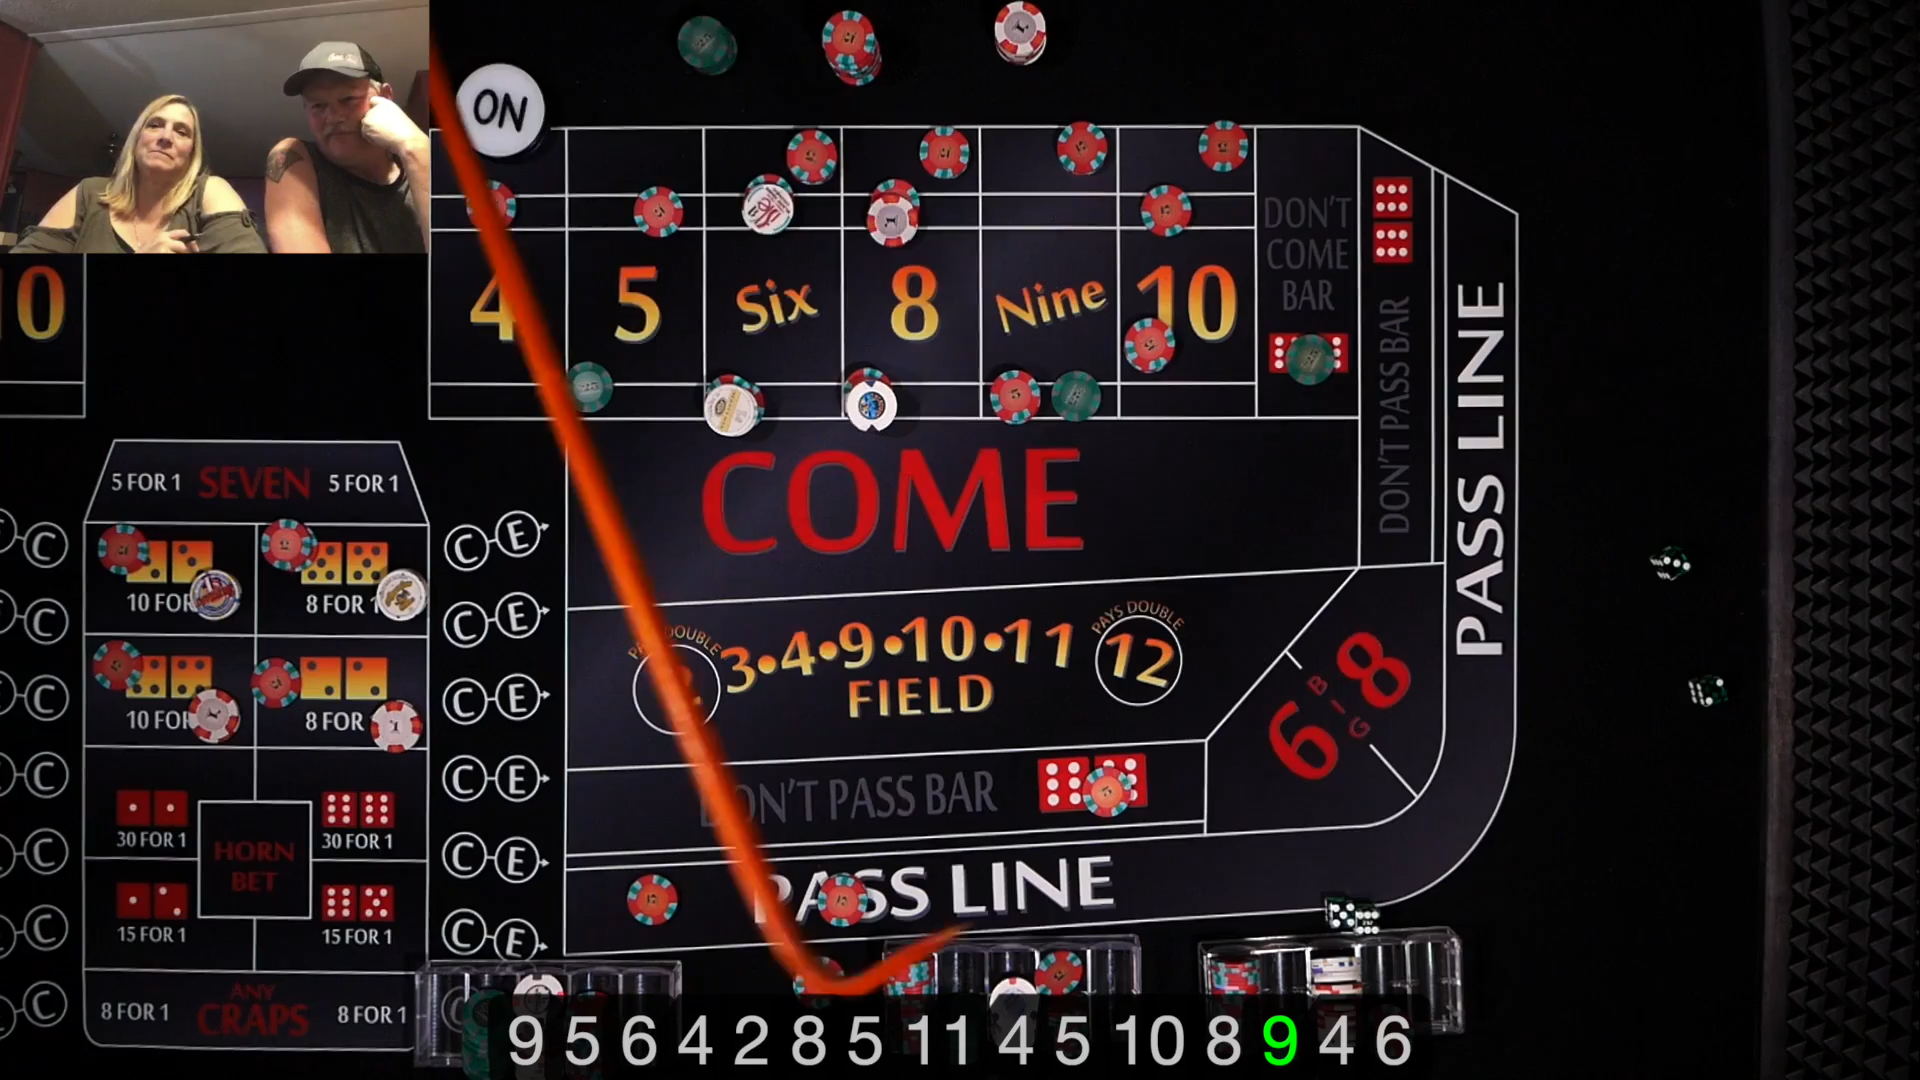 ON
DON'T
COME
BAR
4 5 Six 8 Nine 10
10
COME
DON'T PASS BAR
PASS LINE
5 FOR 1 SEVEN 5 FOR 1
10 FOR
8 FOR 1
10 FOR
8 FOR
30 FOR 1
30 FOR 1
HORN
BET
15 FOR 1
15 FOR 1
8 FOR 1 ANY
CRAPS 8 FOR 1
C E
C E
C E
C E
C E
C E
C
C
C
C
C
C
C
DOUBLE
3•4•9•10•11
FIELD
PAYS DOUBLE
12
6 8
BIG
DON'T PASS BAR
PASS LINE
9 5 6 4 2 8 5 11 4 5 10 8 9 4 6